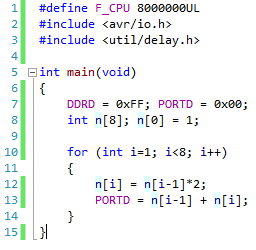 1 #define F_CPU 8000000UL
2 #include <avr/io.h>
3 #include <util/delay.h>
4
5 int main(void)
6 {
7 DDRD = 0xFF; PORTD = 0x00;
8 int n[8]; n[0] = 1;
9
10 for (int i=1; i<8; i++)
11 {
12 n[i] = n[i-1]*2;
13 PORTD = n[i-1] + n[i];
14 }
15 }